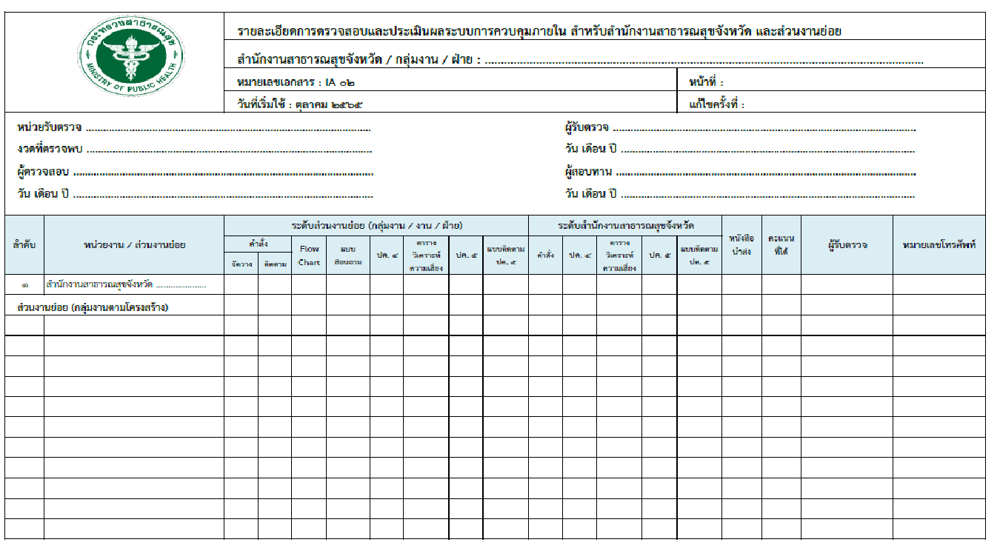 กระทรวงสาธารณสุข
MINISTRY OF PUBLIC HEALTH
รายละเอียดการตรวจสอบและประเมินผลระบบการควบคุมภายใน สำหรับสำนักงานสาธารณสุขจังหวัด และส่วนงานย่อย
สำนักงานสาธารณสุขจังหวัด / กลุ่มงาน / ฝ่าย : ........................................
หมายเลขเอกสาร : IA ๐๒ หน้าที่ :
วันที่เริ่มใช้ : ตุลาคม ๒๕๖๕ แก้ไขครั้งที่ :
หน่วยรับตรวจ ........................................ ผู้รับตรวจ ........................................
งวดที่ตรวจพบ ........................................ วัน เดือน ปี ........................................
ผู้ตรวจสอบ ........................................ ผู้สอบทาน ........................................
วัน เดือน ปี ........................................ วัน เดือน ปี ........................................
ลำดับ
หน่วยงาน / ส่วนงานย่อย
ระดับส่วนงานย่อย (กลุ่มงาน / งาน / ฝ่าย)
คำสั่ง
จัดวาง
ติดตาม
Flow
Chart
แบบ
สอบถาม
ปค. ๔
ตาราง
วิเคราะห์
ความเสี่ยง
ปค. ๕
แบบติดตาม
ปค. ๕
ระดับสำนักงานสาธารณสุขจังหวัด
คำสั่ง
ปค. ๔
ตาราง
วิเคราะห์
ความเสี่ยง
ปค. ๕
แบบติดตาม
ปค. ๕
หนังสือ
นำส่ง
คะแนน
ที่ได้
ผู้รับตรวจ
หมายเลขโทรศัพท์
๑ สำนักงานสาธารณสุขจังหวัด ......................
ส่วนงานย่อย (กลุ่มงานตามโครงสร้าง)